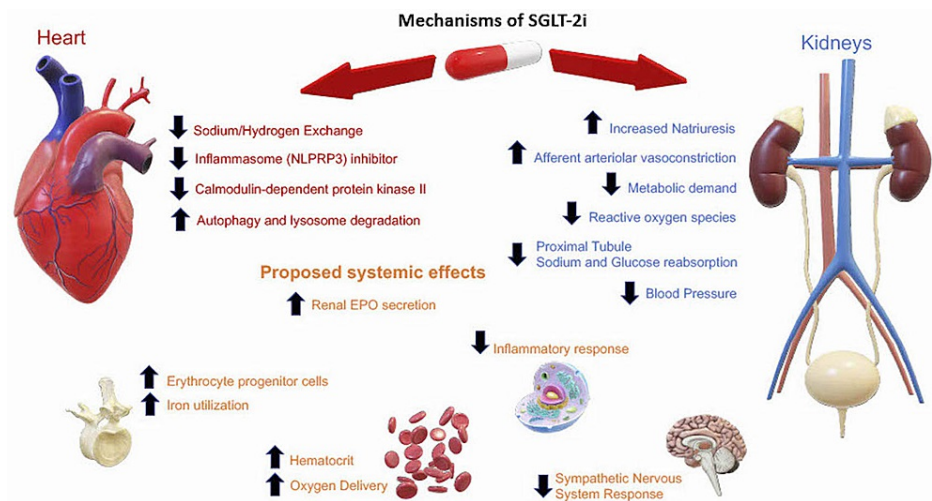 Mechanisms of SGLT-2i
Heart
Kidneys
Sodium/Hydrogen Exchange
Inflammasome (NLPRP3) inhibitor
Calmodulin-dependent protein kinase II
Autophagy and lysosome degradation
Increased Natriuresis
Afferent arteriolar vasoconstriction
Metabolic demand
Reactive oxygen species
Proximal Tubule
Sodium and Glucose reabsorption
Blood Pressure
Proposed systemic effects
Renal EPO secretion
Inflammatory response
Erythrocyte progenitor cells
Iron utilization
Hematocrit
Oxygen Delivery
Sympathetic Nervous
System Response